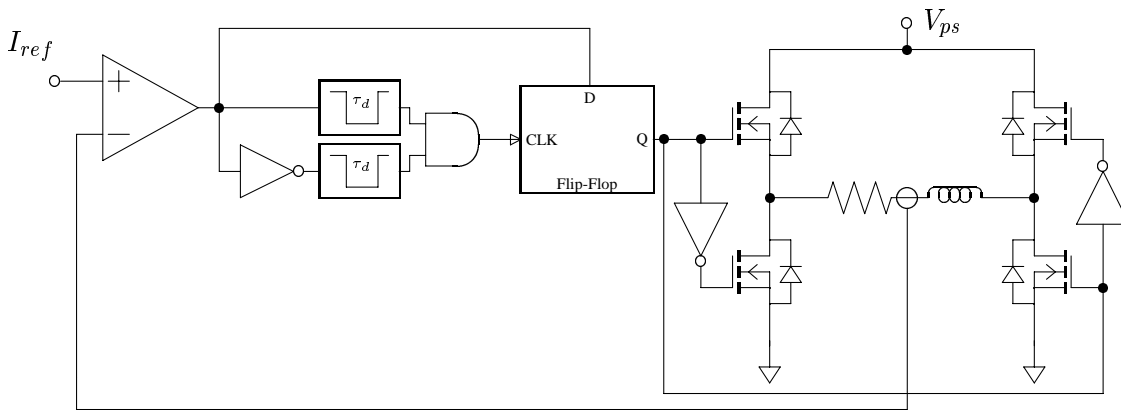 I_ref
V_ps
τ_d
D
CLK
Q
τ_d
Flip-Flop